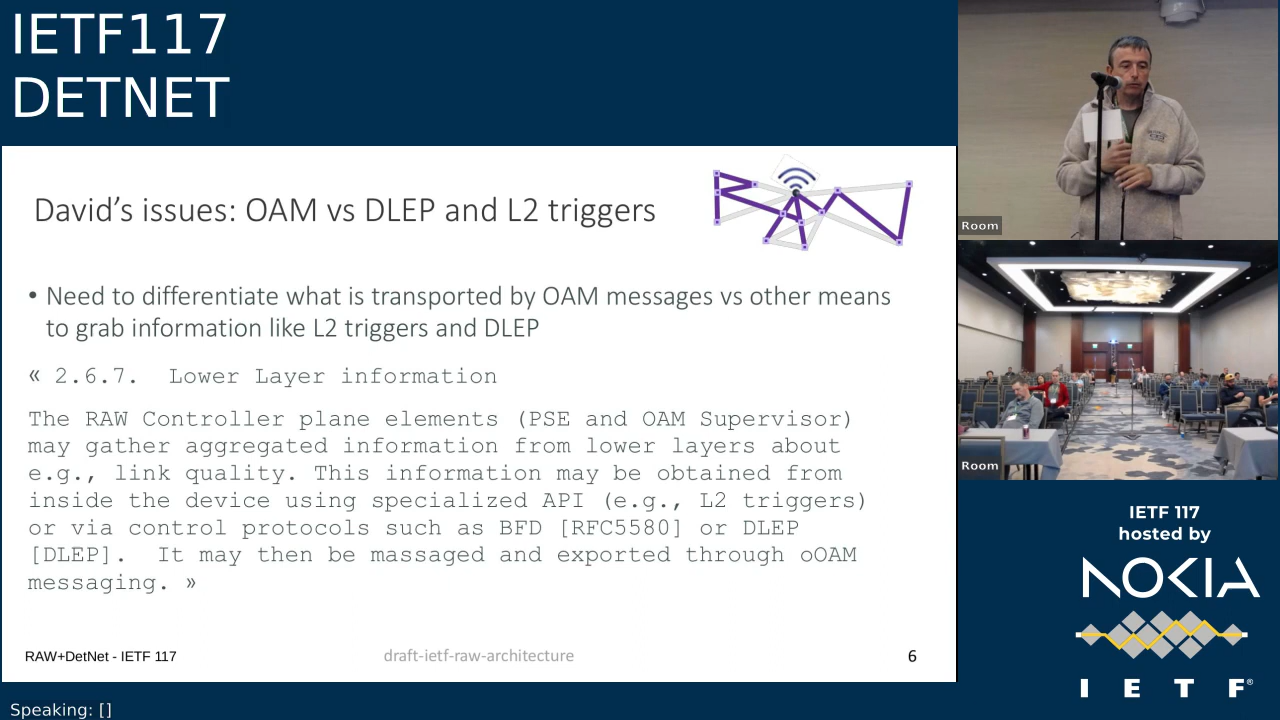 IETF117
DETNET
David’s issues: OAM vs DLEP and L2 triggers
• Need to differentiate what is transported by OAM messages vs other means
to grab information like L2 triggers and DLEP
« 2.6.7.  Lower Layer information
The RAW Controller plane elements (PSE and OAM Supervisor)
may gather aggregated information from lower layers about
e.g., link quality. This information may be obtained from
inside the device using specialized API (e.g., L2 triggers)
or via control protocols such as BFD [RFC5580] or DLEP
[DLEP].  It may then be massaged and exported through oOAM
messaging. »
RAW+DetNet - IETF 117
draft-ietf-raw-architecture
6
Room
Room
IETF 117
hosted by
NOKIA
IETF®
Speaking: []